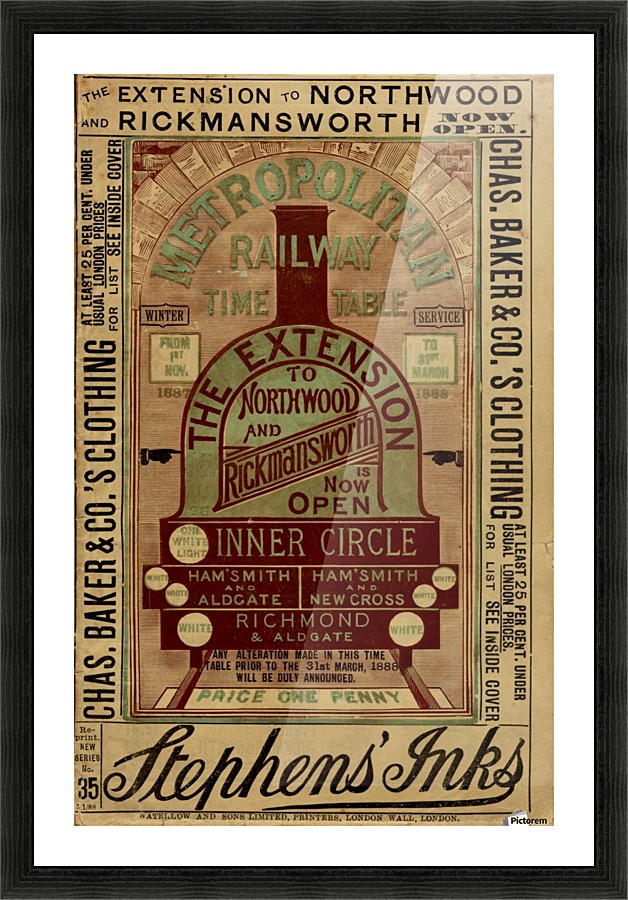 THE EXTENSION TO NORTHWOOD
AND RICKMANSWORTH NOW OPEN.
CHAS. BAKER & CO.'S CLOTHING
AT LEAST 25 PER CENT. UNDER
USUAL LONDON PRICES
FOR LIST SEE INSIDE COVER
METROPOLITAN
RAILWAY
TIME TABLE
WINTER SERVICE
FROM
1ST
NOV.
1887
TO
31ST
MARCH
1888
THE EXTENSION
TO
NORTHWOOD
AND
Rickmansworth
IS
NOW
OPEN
ONE
WHITE
LIGHT
INNER CIRCLE
WHITE
WHITE
HAM'SMITH
AND
ALDGATE
HAM'SMITH
AND
NEW CROSS
WHITE
WHITE
WHITE
RICHMOND
& ALDGATE
WHITE
ANY ALTERATION MADE IN THIS TIME
TABLE PRIOR TO THE 31st MARCH, 1888
WILL BE DULY ANNOUNCED.
PRICE ONE PENNY
CHAS. BAKER & CO.'S CLOTHING
AT LEAST 25 PER CENT. UNDER
USUAL LONDON PRICES.
FOR LIST SEE INSIDE COVER
Re-
print.
NEW
SERIES
No.
35
1/88
Stephens' Inks
WATELLOW AND SONS LIMITED, PRINTERS, LONDON WALL, LONDON.
Pictorem